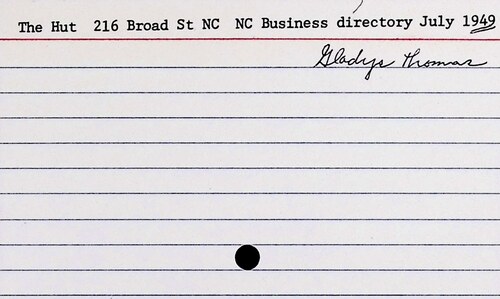 The Hut  216 Broad St NC  NC Business directory July 1949
Gladys Thomas